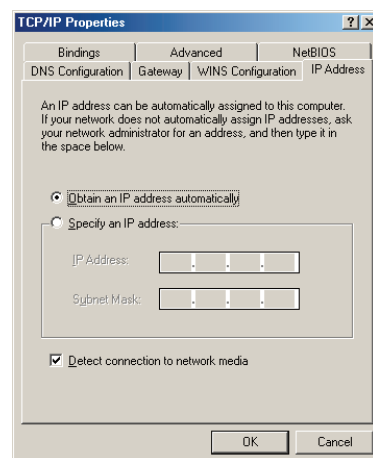 TCP/IP Properties
Bindings
Advanced
NetBIOS
DNS Configuration
Gateway
WINS Configuration
IP Address
An IP address can be automatically assigned to this computer.
If your network does not automatically assign IP addresses, ask
your network administrator for an address, and then type it in
the space below.
Obtain an IP address automatically
Specify an IP address:
IP Address:
Subnet Mask:
Detect connection to network media
OK
Cancel